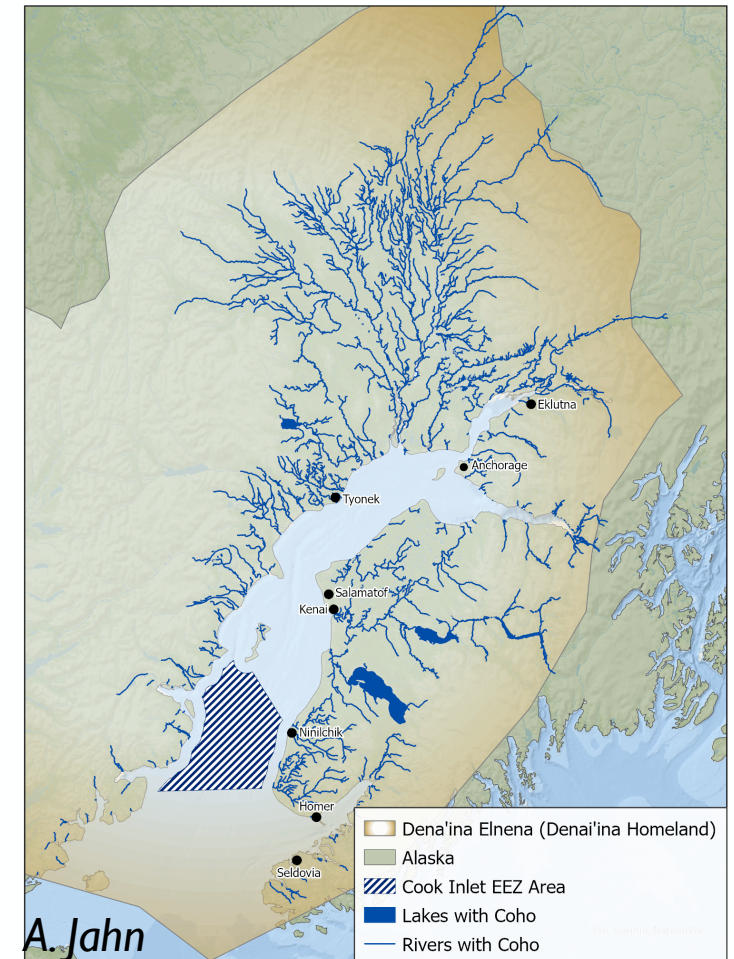 Eklutna
Anchorage
Tyonek
Salamatof
Kenai
Ninilchik
Homer
Seldovia
Dena'ina Elnena (Denai'ina Homeland)
Alaska
Cook Inlet EEZ Area
Lakes with Coho
Rivers with Coho
A. Jahn